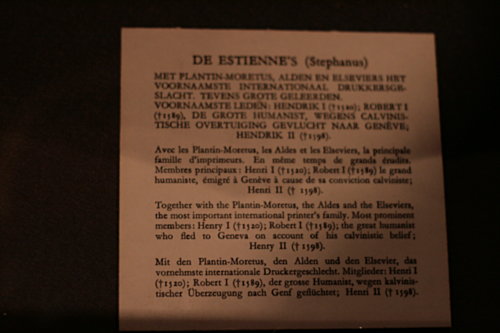 DE ESTIENNE'S (Stephanus)
MET PLANTIN-MORETUS, ALDEN EN ELSEVIERS HET
VOORNAAMSTE INTERNATIONAAL DRUKKERSGE-
SLACHT. TEVENS GROTE GELEERDEN.
VOORNAAMSTE LEDEN: HENDRIK I (†1520); ROBERT I
(†1589), DE GROTE HUMANIST, WEGENS CALVINIS-
TISCHE OVERTUIGING GEVLUCHT NAAR GENÈVE;
HENDRIK II († 1598).
Avec les Plantin-Moretus, les Aldes et les Elseviers, la principale
famille d'imprimeurs. En même temps de grands érudits.
Membres principaux : Henri I (†1520); Robert I (†1589) le grand
humaniste, émigré à Genève à cause de sa conviction calviniste;
Henri II († 1598).
Together with the Plantin-Moretus, the Aldes and the Elseviers,
the most important international printer's family. Most prominent
members: Henry I (†1520); Robert I (†1589); the great humanist
who fled to Geneva on account of his calvinistic belief;
Henry II († 1598).
Mit den Plantin-Moretus, den Alden und den Elsevier, das
vornehmste internationale Druckergeschlecht. Mitglieder: Henti I
(†1520); Robert I (†1589), der grosse Humanist, wegen kalvinis-
tischer Überzeugung nach Genf geflüchtet; Henri II († 1598).